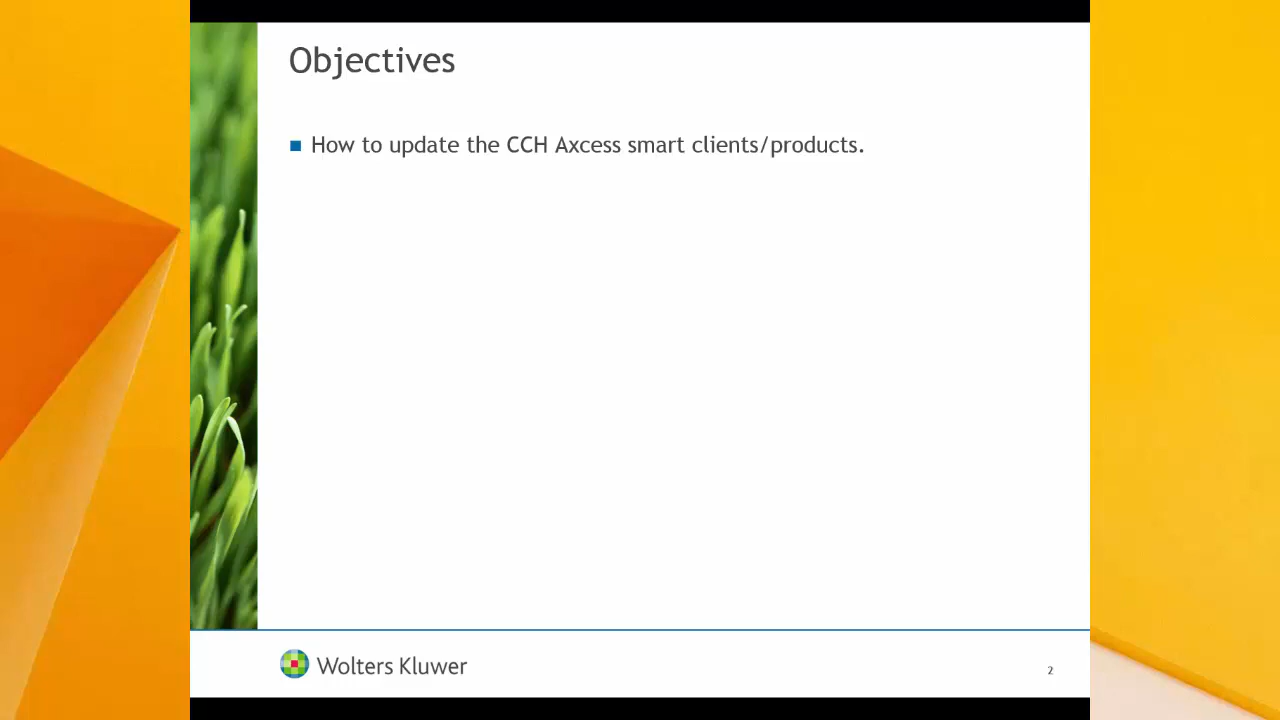 Objectives
■ How to update the CCH Axcess smart clients/products.
Wolters Kluwer
2